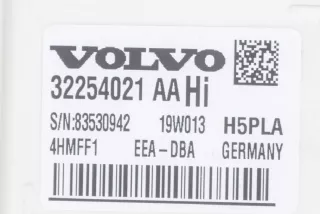 VOLVO
32254021 AA Hi
S/N:83530942 19W013 H5PLA
4HMFF1 EEA-DBA GERMANY